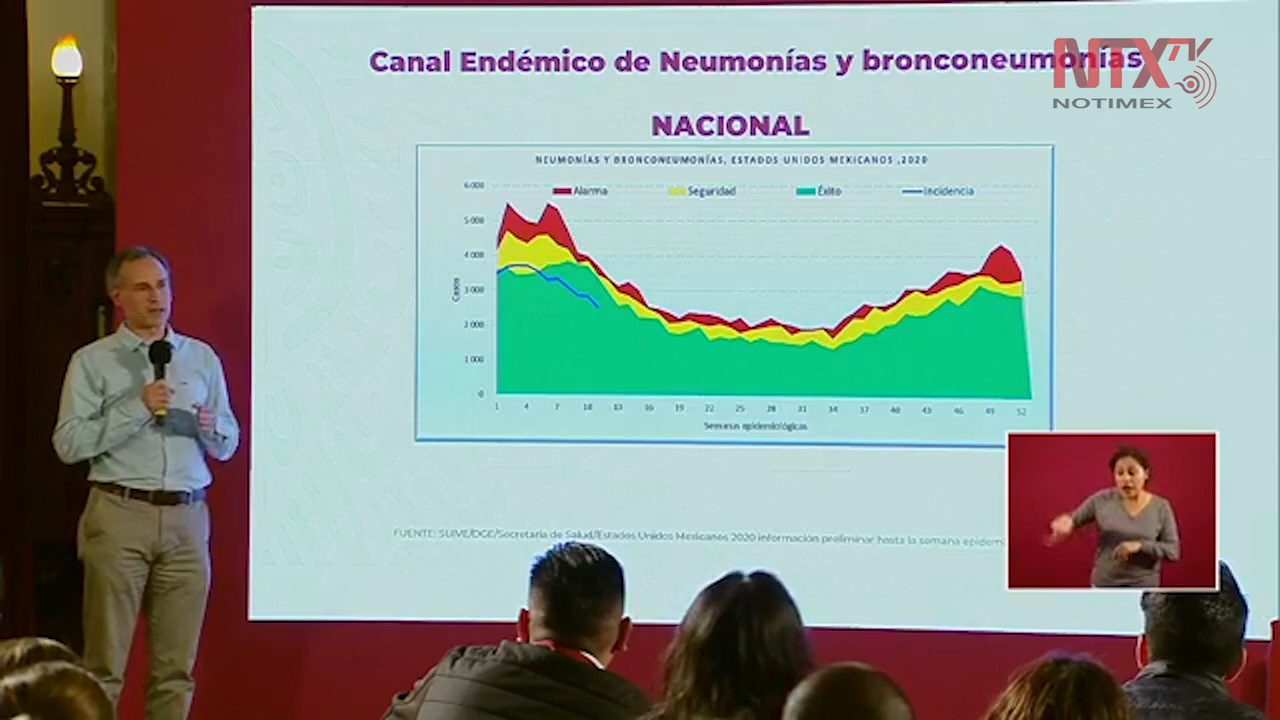 Canal Endémico de Neumonías y bronconeumonías
NTX
NOTIMEX
NACIONAL
NEUMONÍAS Y BRONCONEUMONÍAS, ESTADOS UNIDOS MEXICANOS ,2020
Alarma Seguridad Éxito Incidencia
6 000
5 000
4 000
3 000
2 000
1 000
0
Casos
1 4 7 10 13 16 19 22 25 28 31 34 37 40 43 46 49 52
Semanas epidemiológicas
FUENTE: SUIVE/DGE/Secretaría de Salud/Estados Unidos Mexicanos 2020 información preliminar hasta la semana epidemi